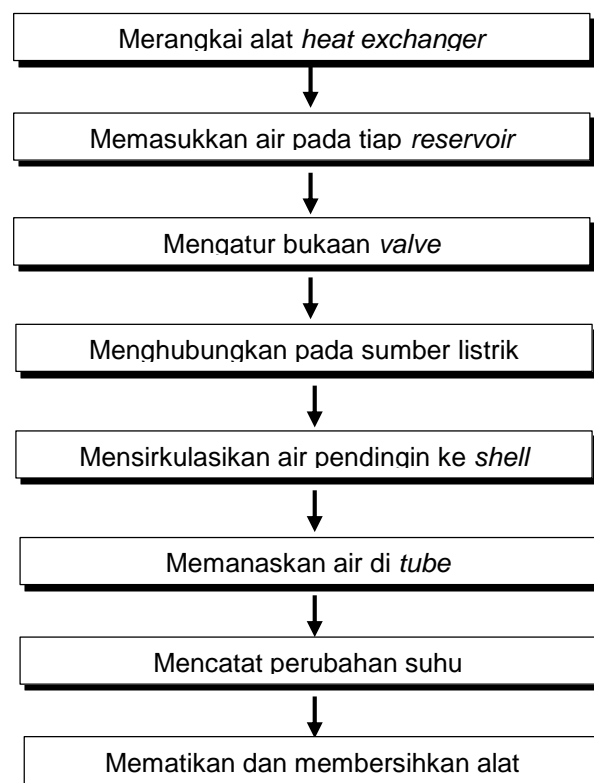 Merangkai alat heat exchanger
Memasukkan air pada tiap reservoir
Mengatur bukaan valve
Menghubungkan pada sumber listrik
Mensirkulasikan air pendingin ke shell
Memanaskan air di tube
Mencatat perubahan suhu
Mematikan dan membersihkan alat